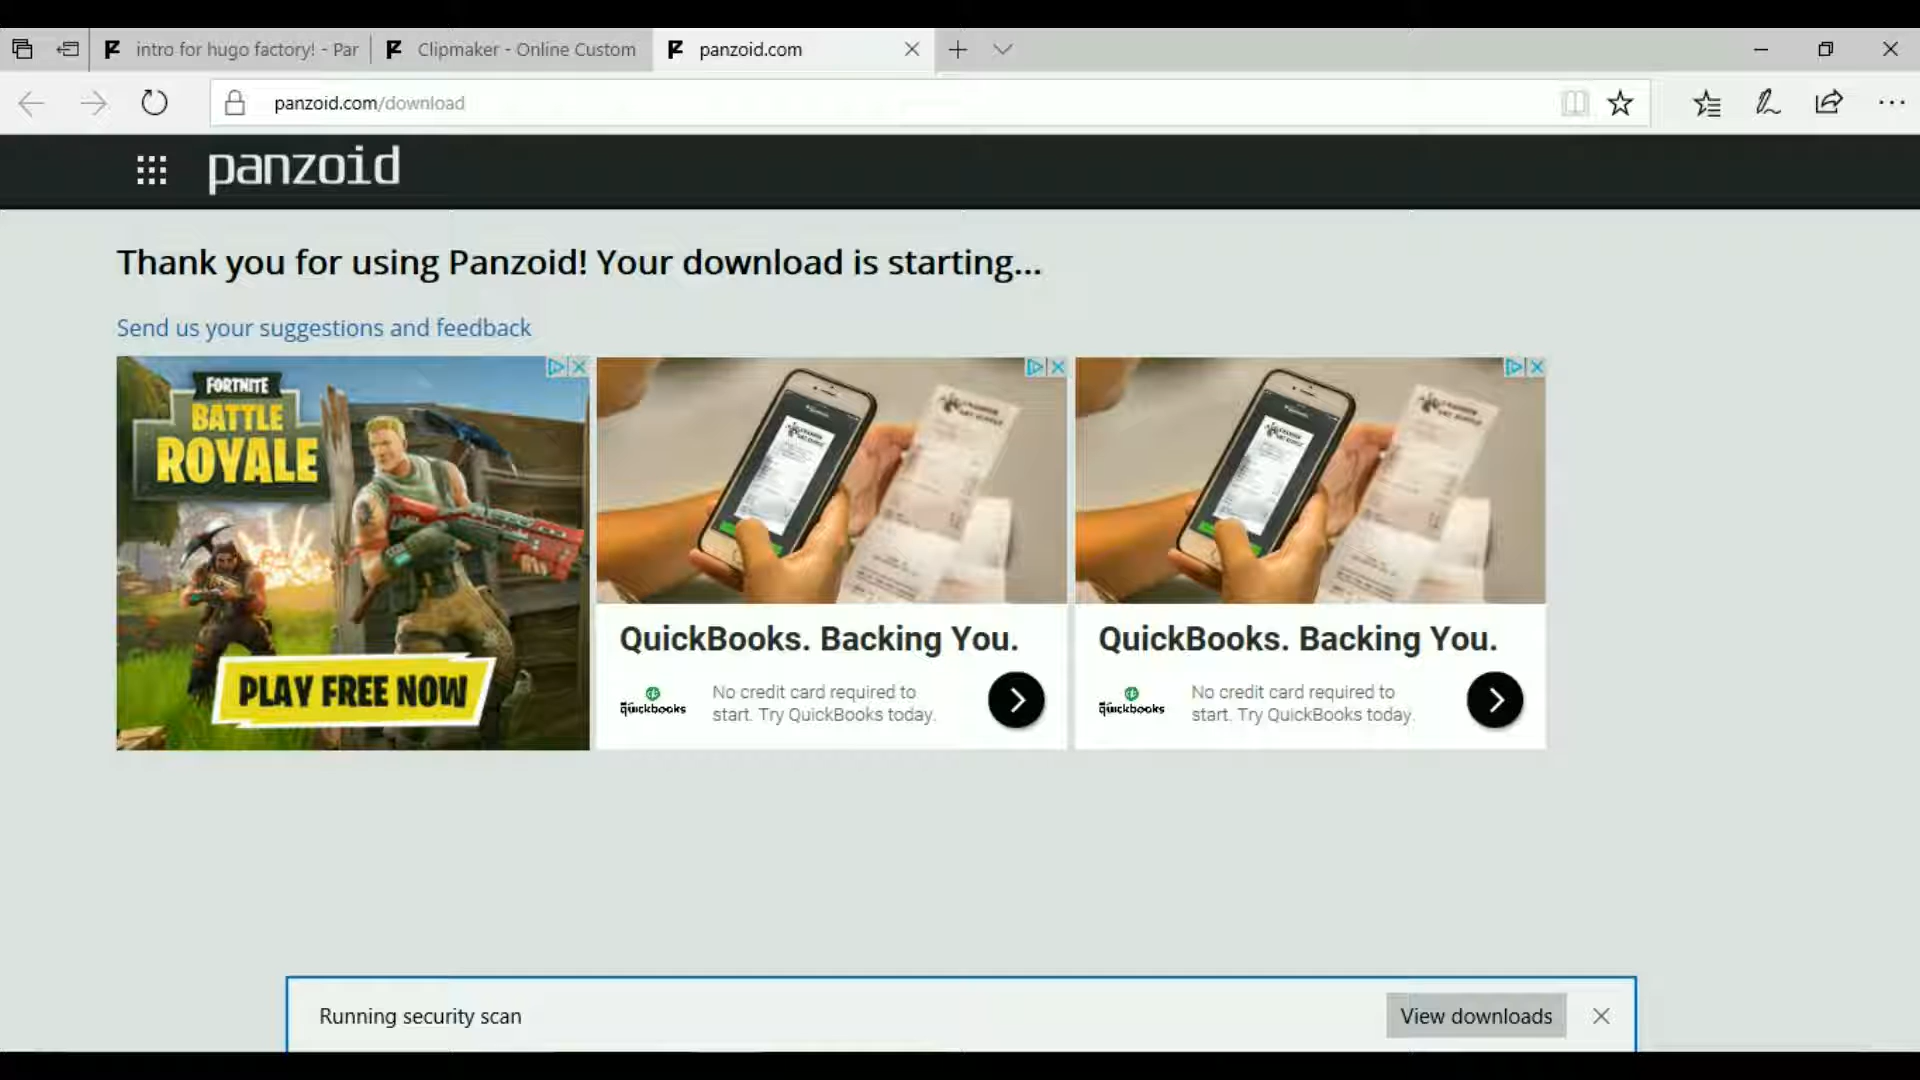 intro for hugo factory! - Par
Clipmaker - Online Custom
panzoid.com
panzoid.com/download
panzoid
Thank you for using Panzoid! Your download is starting...
Send us your suggestions and feedback
FORTNITE
BATTLE
ROYALE
PLAY FREE NOW
QuickBooks. Backing You.
quickbooks
No credit card required to
start. Try QuickBooks today.
QuickBooks. Backing You.
quickbooks
No credit card required to
start. Try QuickBooks today.
Running security scan
View downloads